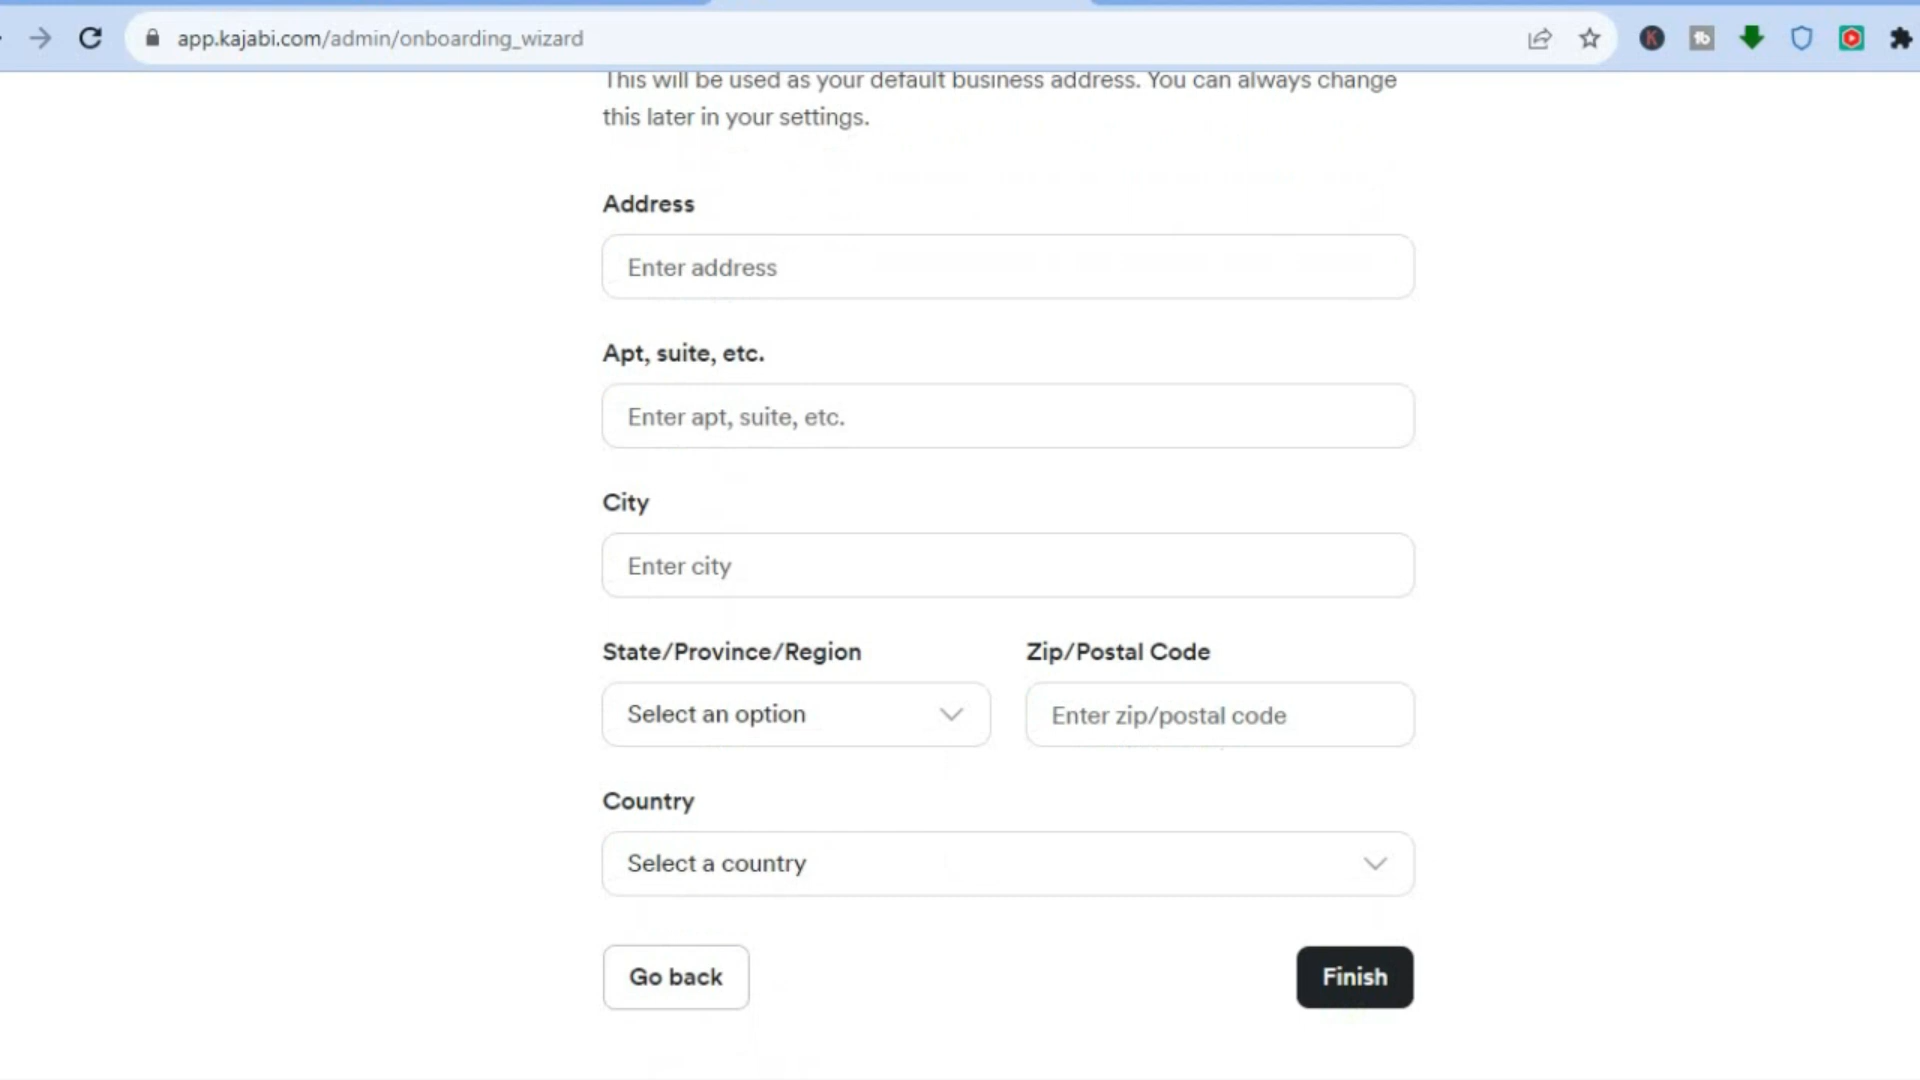 app.kajabi.com/admin/onboarding_wizard
K
tb
This will be used as your default business address. You can always change
this later in your settings.
Address
Enter address
Apt, suite, etc.
Enter apt, suite, etc.
City
Enter city
State/Province/Region
Zip/Postal Code
Select an option
Enter zip/postal code
Country
Select a country
Go back
Finish